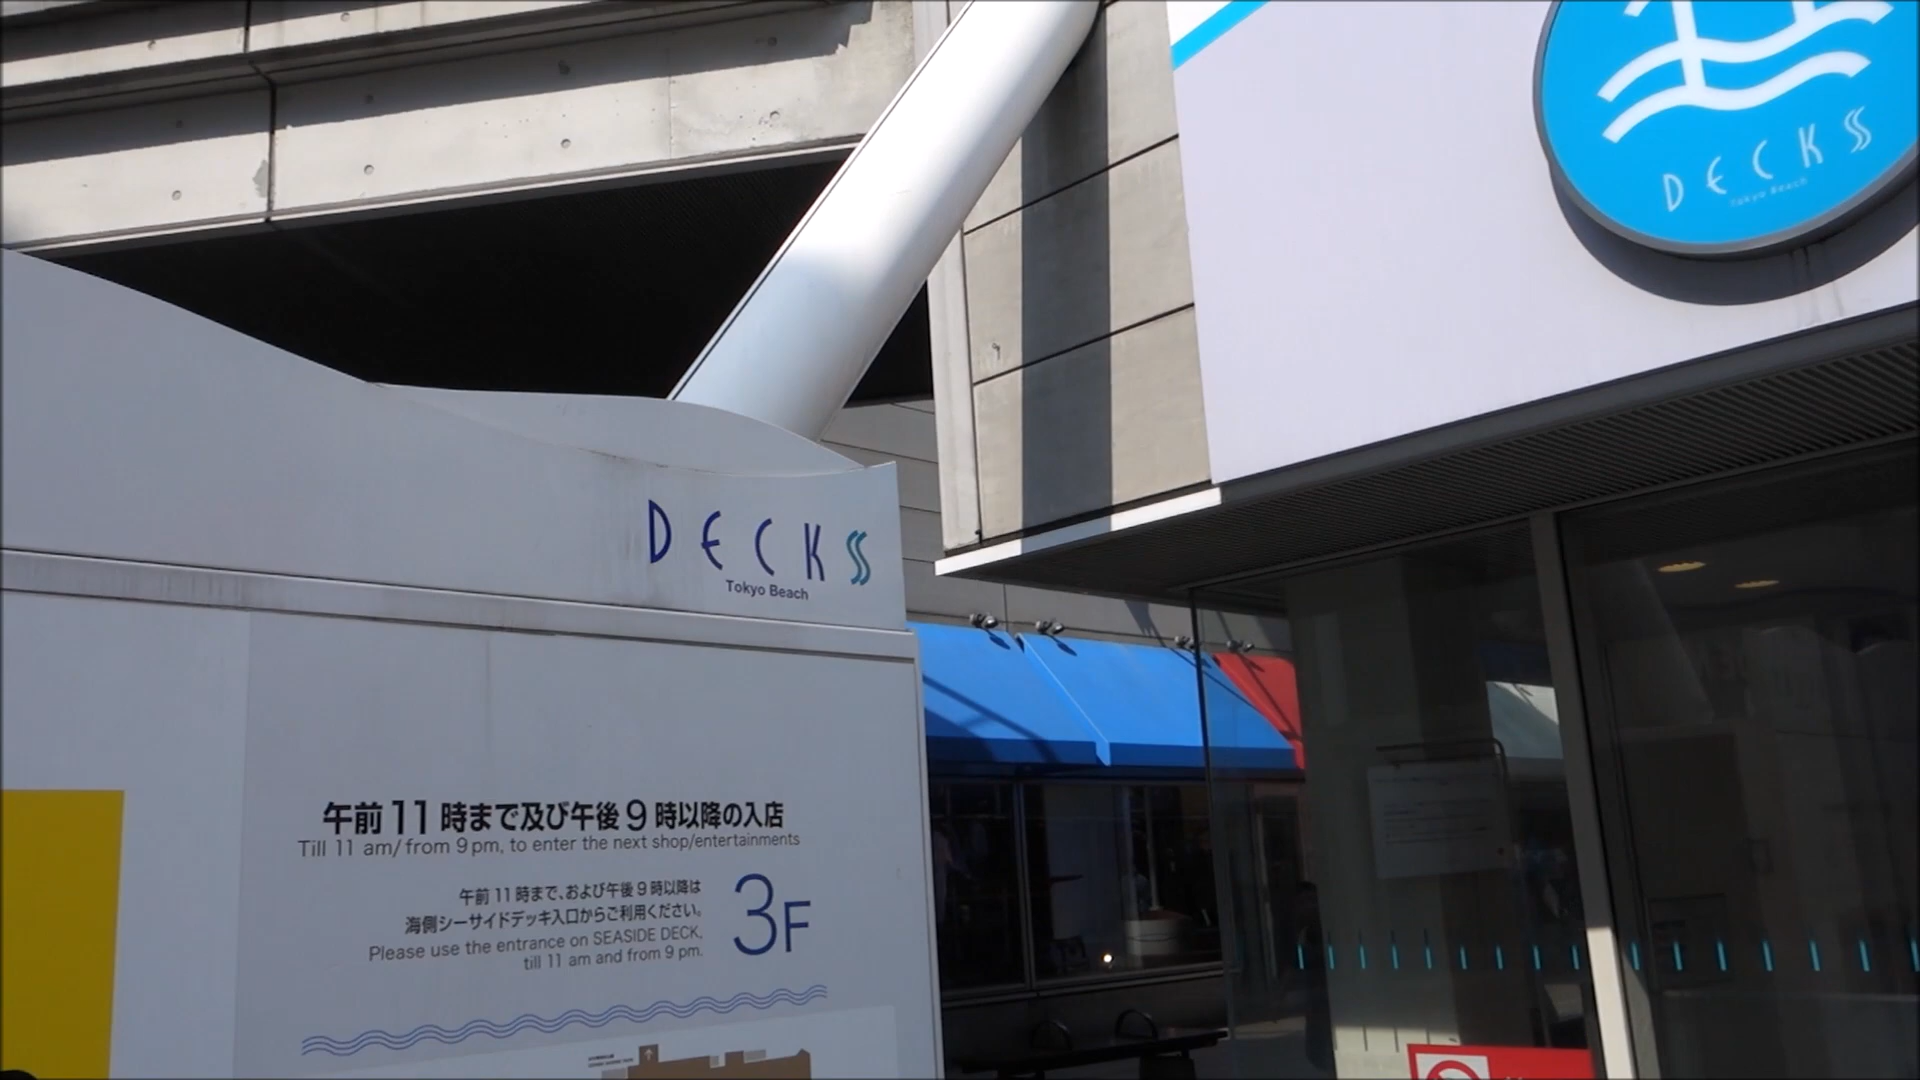 DECKS
Tokyo Beach
DECKS
Tokyo Beach
午前11時まで及び午後9時以降の入店
Till 11 am/from 9 pm, to enter the next shop/entertainments
午前11時まで、および午後9時以降は
海側シーサイドデッキ入口からご利用ください。
Please use the entrance on SEASIDE DECK,
till 11 am and from 9 pm.
3F